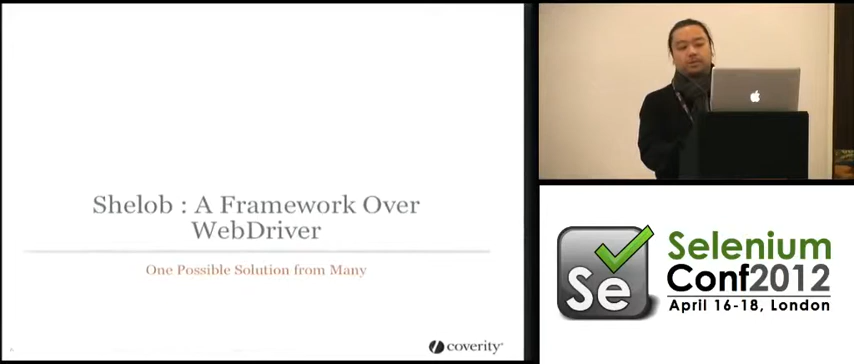 Shelob : A Framework Over
WebDriver
One Possible Solution from Many
coverity
Se
Selenium
Conf2012
April 16-18, London